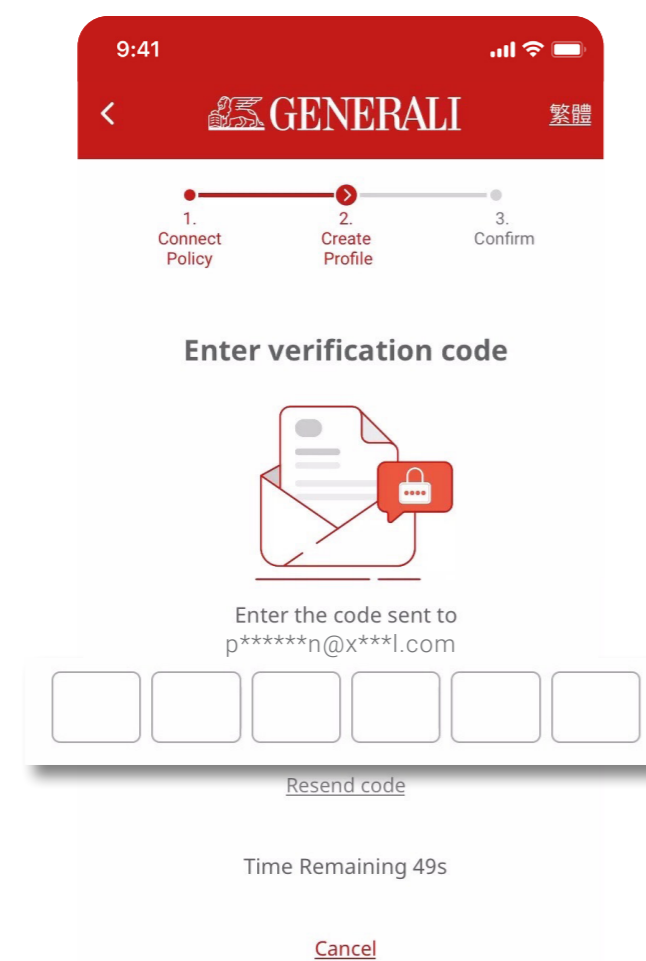 9:41
GENERALI
繁體
1.
Connect
Policy
2.
Create
Profile
3.
Confirm
Enter verification code
Enter the code sent to
p******n@x***l.com
Resend code
Time Remaining 49s
Cancel